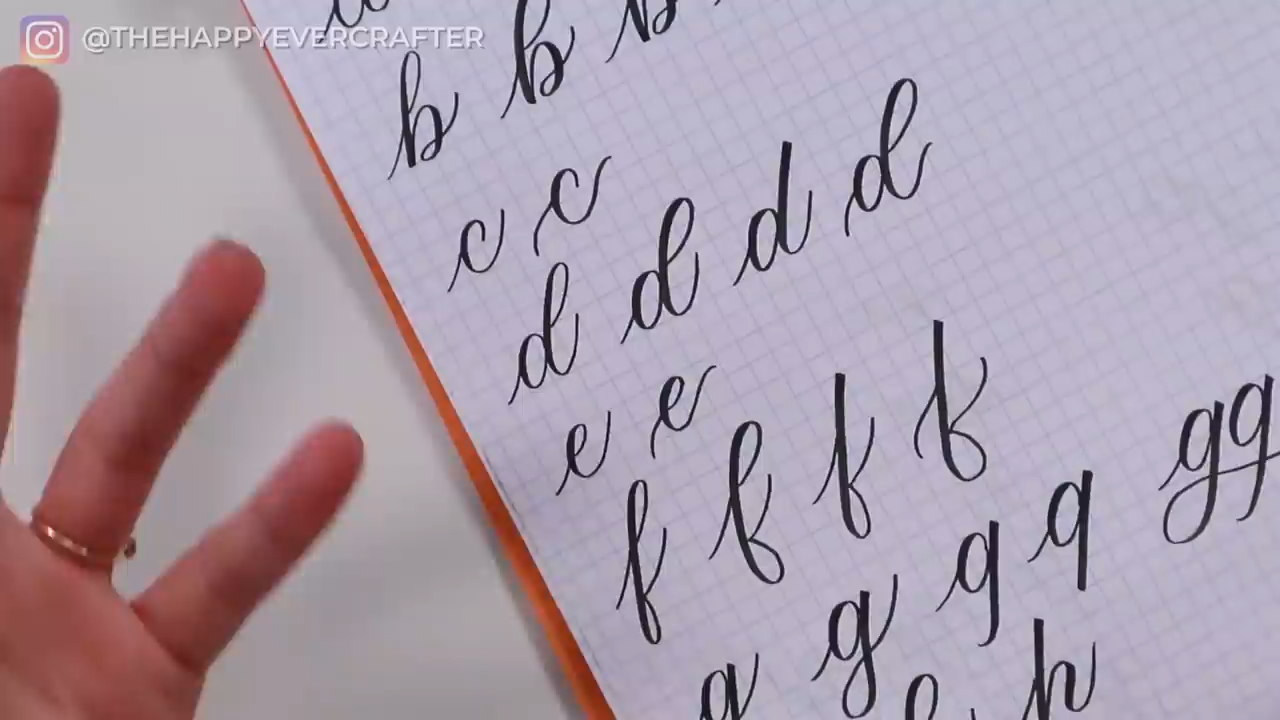 @THEHAPPYEVERCRAFTER
b b b
c c
d d d d
e e
f f f f
g g g q gg
h